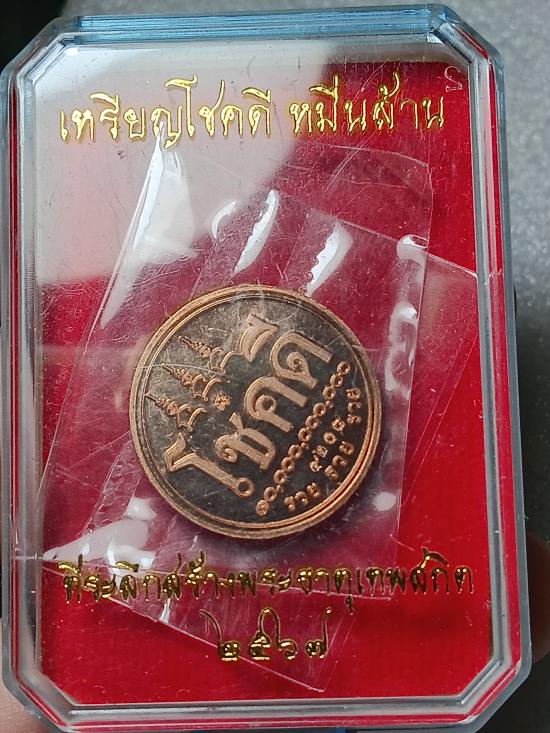 เหรียญโชคดี หมื่นล้าน
โชคดี
๑๐,๐๐๐,๐๐๐,๐๐๐
รวย รวย รวย
ที่ระลึกสร้างพระธาตุเทพสถิต
๒๕๖๗